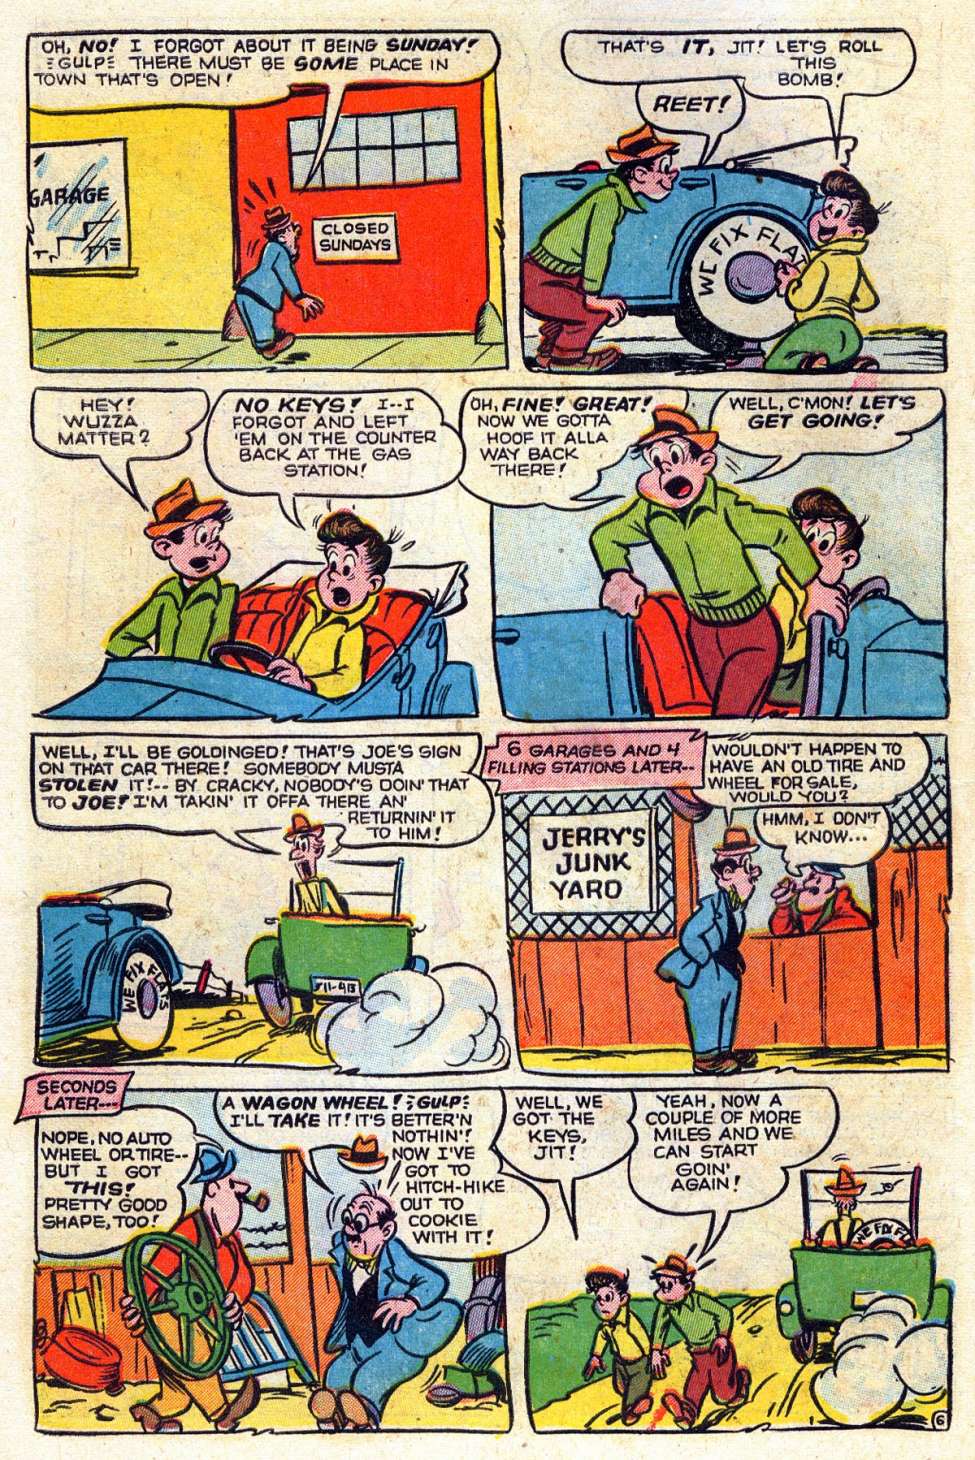 OH, NO! I FORGOT ABOUT IT BEING SUNDAY!
GULP THERE MUST BE SOME PLACE IN
TOWN THAT'S OPEN!
GARAGE
CLOSED
SUNDAYS
THAT'S IT, JIT! LET'S ROLL
THIS
BOMB!
REET!
WE FIX FLATS
HEY!
WUZZA
MATTER?
NO KEYS! I--I
FORGOT AND LEFT
'EM ON THE COUNTER
BACK AT THE GAS
STATION!
OH, FINE! GREAT!
NOW WE GOTTA
HOOF IT ALLA
WAY BACK
THERE!
WELL, C'MON! LET'S
GET GOING!
WELL, I'LL BE GOLDINGED! THAT'S JOE'S SIGN
ON THAT CAR THERE! SOMEBODY MUSTA
STOLEN IT!-- BY CRACKY, NOBODY'S DOIN' THAT
TO JOE! I'M TAKIN' IT OFFA THERE AN'
RETURNIN' IT
TO HIM!
WE FIX FLATS
6 GARAGES AND 4
FILLING STATIONS LATER--
WOULDN'T HAPPEN TO
HAVE AN OLD TIRE AND
WHEEL FOR SALE,
WOULD YOU?
HMM, I DON'T
KNOW...
JERRY'S
JUNK
YARD
SECONDS
LATER---
NOPE, NO AUTO
WHEEL OR TIRE--
BUT I GOT
THIS!
PRETTY GOOD
SHAPE, TOO!
A WAGON WHEEL! GULP
I'LL TAKE IT! IT'S BETTER'N
NOTHIN'!
NOW I'VE
GOT TO
HITCH-HIKE
OUT TO
COOKIE
WITH IT!
WELL, WE
GOT THE
KEYS,
JIT!
YEAH, NOW A
COUPLE OF MORE
MILES AND WE
CAN START
GOIN'
AGAIN!
WE FIX FL
6